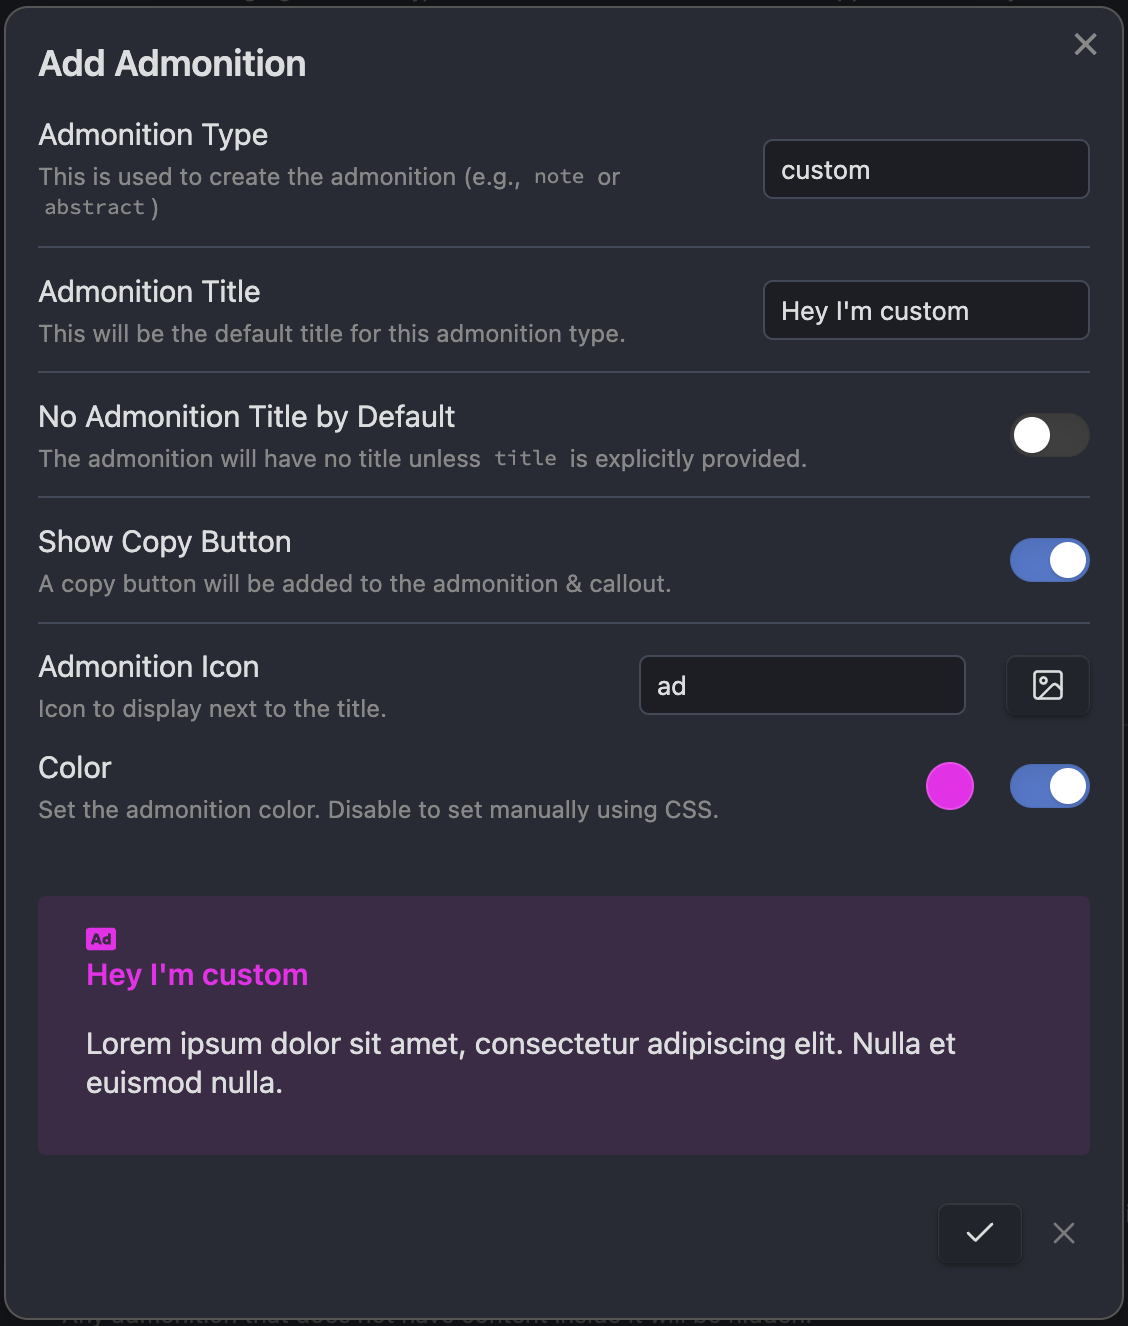 Add Admonition
Admonition Type
This is used to create the admonition (e.g., note or
abstract)
custom
Admonition Title
This will be the default title for this admonition type.
Hey I'm custom
No Admonition Title by Default
The admonition will have no title unless title is explicitly provided.
Show Copy Button
A copy button will be added to the admonition & callout.
Admonition Icon
Icon to display next to the title.
ad
Color
Set the admonition color. Disable to set manually using CSS.
Ad
Hey I'm custom
Lorem ipsum dolor sit amet, consectetur adipiscing elit. Nulla et
euismod nulla.